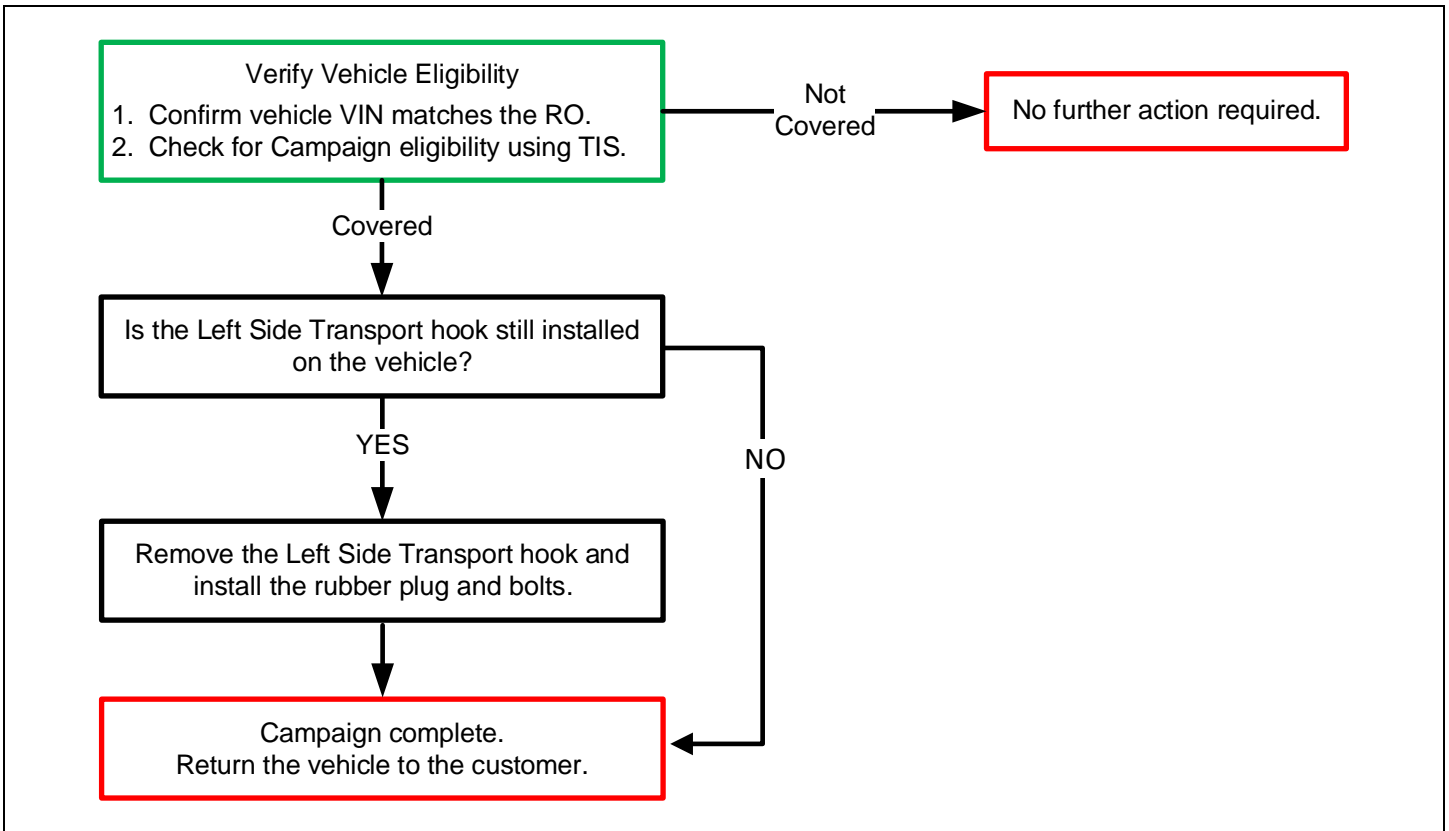 Verify Vehicle Eligibility
1. Confirm vehicle VIN matches the RO.
2. Check for Campaign eligibility using TIS.
Not
Covered
No further action required.
Covered
Is the Left Side Transport hook still installed
on the vehicle?
YES
NO
Remove the Left Side Transport hook and
install the rubber plug and bolts.
Campaign complete.
Return the vehicle to the customer.